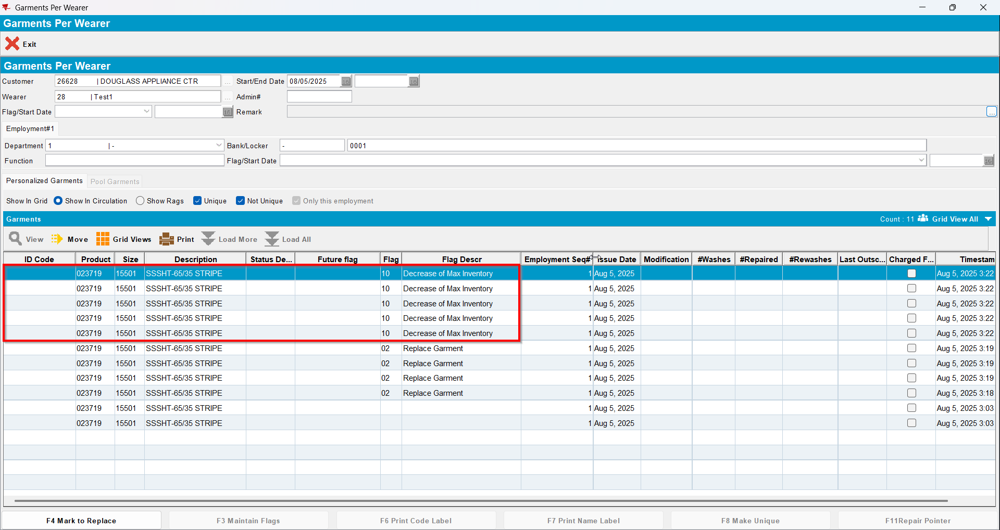 Garments Per Wearer
Garments Per Wearer
Exit
Garments Per Wearer
Customer 26628 | DOUGLASS APPLIANCE CTR ... Start/End Date 08/05/2025 16 16
Wearer 28 | Test1 ... Admin#
Flag/Start Date 16 Remark ...
Employment#1
Department 1 | - Bank/Locker - 0001
Function Flag/Start Date 16
Personalized Garments Pool Garments
Show In Grid Show In Circulation Show Rags Unique Not Unique Only this employment
Garments Count : 11 Grid View All
View Move Grid Views Print Load More Load All
ID Code Product Size Description Status De... Future flag Flag Flag Descr Employment Seq# ssue Date Modification #Washes #Repaired #Rewashes Last Outsc... Charged F... Timestam
023719 15501 SSSHT-65/35 STRIPE 10 Decrease of Max Inventory 1 Aug 5, 2025 Aug 5, 2025 3:22
023719 15501 SSSHT-65/35 STRIPE 10 Decrease of Max Inventory 1 Aug 5, 2025 Aug 5, 2025 3:22
023719 15501 SSSHT-65/35 STRIPE 10 Decrease of Max Inventory 1 Aug 5, 2025 Aug 5, 2025 3:22
023719 15501 SSSHT-65/35 STRIPE 10 Decrease of Max Inventory 1 Aug 5, 2025 Aug 5, 2025 3:22
023719 15501 SSSHT-65/35 STRIPE 10 Decrease of Max Inventory 1 Aug 5, 2025 Aug 5, 2025 3:22
023719 15501 SSSHT-65/35 STRIPE 02 Replace Garment 1 Aug 5, 2025 Aug 5, 2025 3:19
023719 15501 SSSHT-65/35 STRIPE 02 Replace Garment 1 Aug 5, 2025 Aug 5, 2025 3:19
023719 15501 SSSHT-65/35 STRIPE 02 Replace Garment 1 Aug 5, 2025 Aug 5, 2025 3:19
023719 15501 SSSHT-65/35 STRIPE 02 Replace Garment 1 Aug 5, 2025 Aug 5, 2025 3:18
023719 15501 SSSHT-65/35 STRIPE 1 Aug 5, 2025 Aug 5, 2025 3:03
023719 15501 SSSHT-65/35 STRIPE 1 Aug 5, 2025 Aug 5, 2025 3:03
F4 Mark to Replace F3 Maintain Flags F6 Print Code Label F7 Print Name Label F8 Make Unique F11Repair Pointer